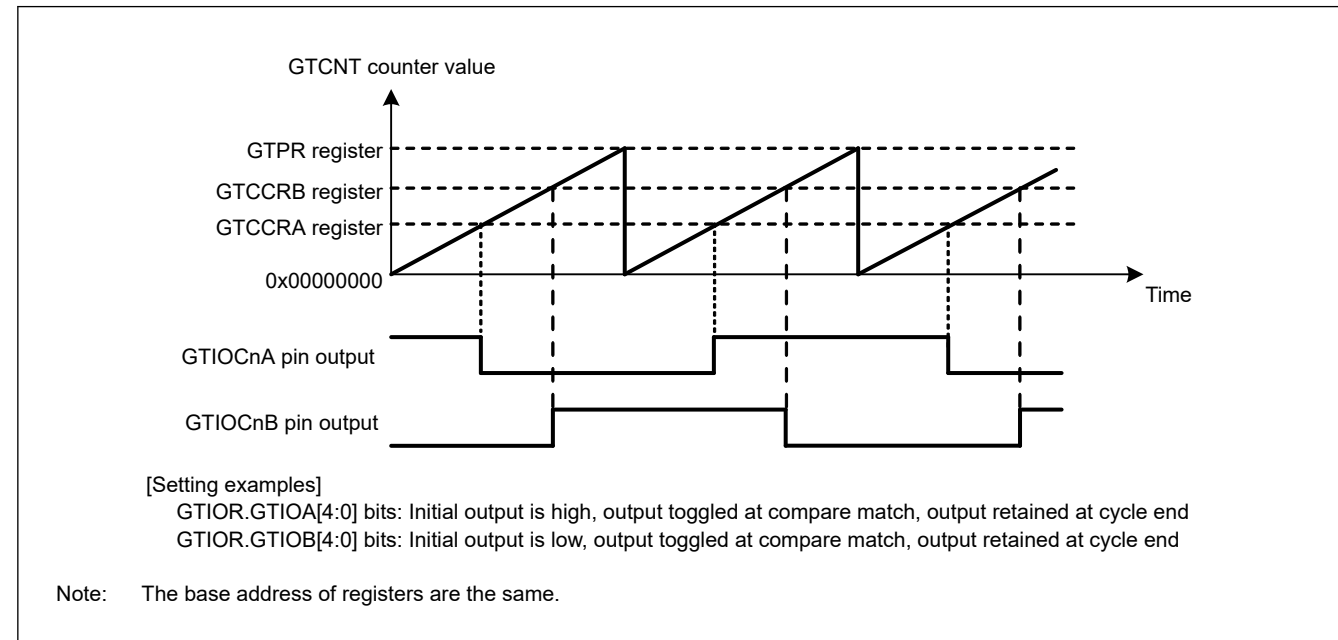 GTCNT counter value
GTPR register
GTCCRB register
GTCCRA register
0x00000000
Time
GTIOCnA pin output
GTIOCnB pin output
[Setting examples]
GTIOR.GTIOA[4:0] bits: Initial output is high, output toggled at compare match, output retained at cycle end
GTIOR.GTIOB[4:0] bits: Initial output is low, output toggled at compare match, output retained at cycle end
Note: The base address of registers are the same.